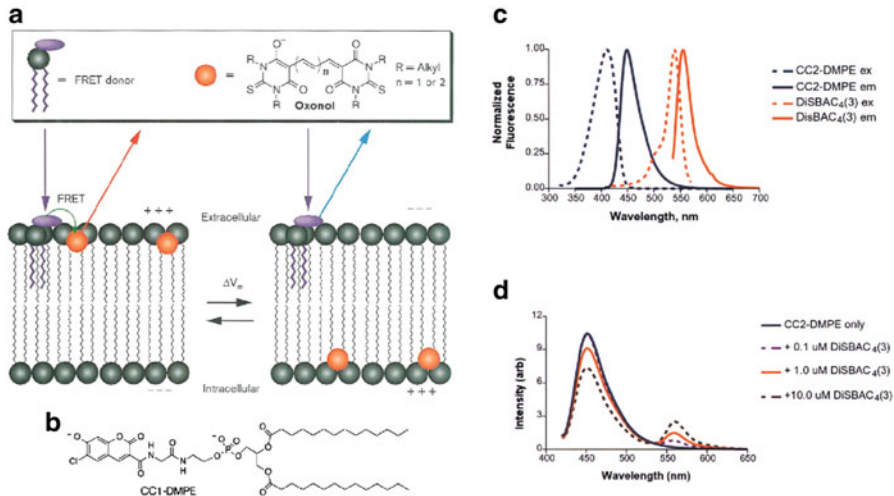 a
= FRET donor
=
O⁻
O
R
R
N
N
S
N
O
n
O
N
S
R
R
R = Alkyl
n = 1 or 2
Oxonol
FRET
+ + +
Extracellular
– – –
ΔVm
– – –
Intracellular
+ + +
b
⁻O
O
O
Cl
O
N
H
O
H
N
O
P
O⁻
O
O
O
O
O
O
CC1-DMPE
c
Normalized
Fluorescence
1.00
0.75
0.50
0.25
0.00
300 350 400 450 500 550 600 650 700
Wavelength, nm
CC2-DMPE ex
CC2-DMPE em
DiSBAC₄(3) ex
DisBAC₄(3) em
d
Intensity (arb)
12
9
6
3
0
400 450 500 550 600 650
Wavelength (nm)
CC2-DMPE only
+ 0.1 uM DiSBAC₄(3)
+ 1.0 uM DiSBAC₄(3)
+10.0 uM DiSBAC₄(3)